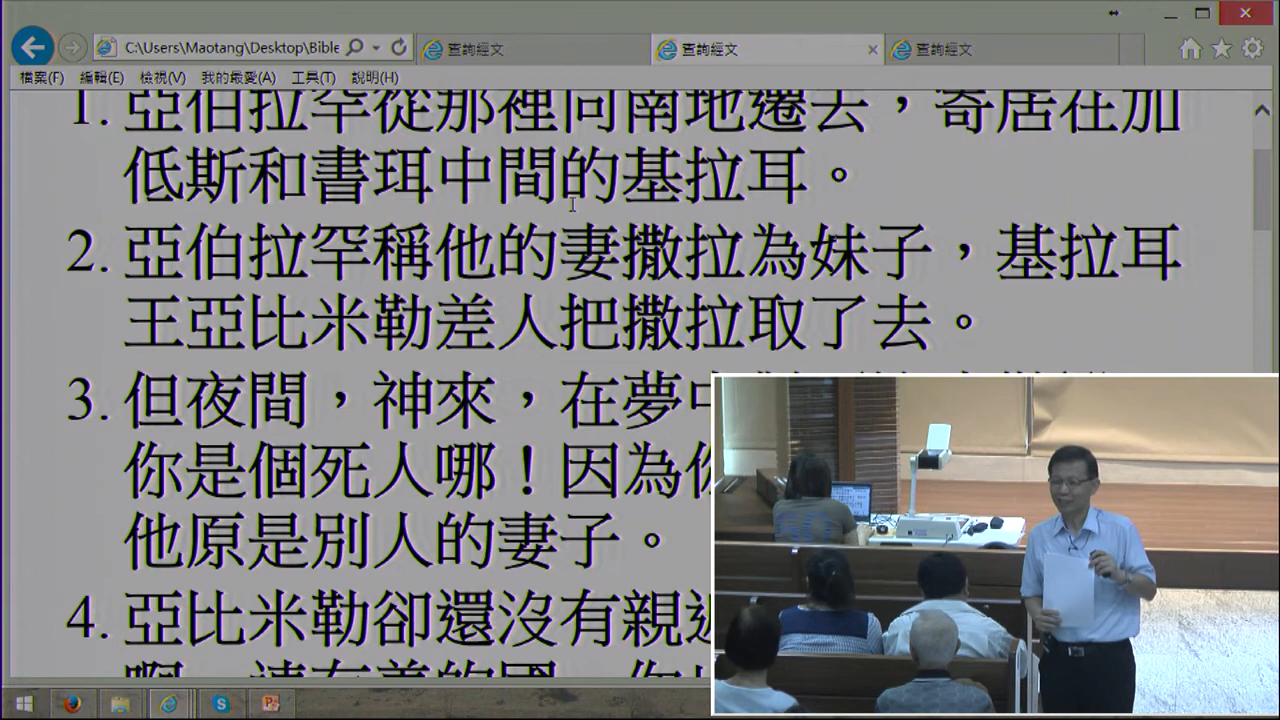 C:\Users\Maotang\Desktop\Bible
查詢經文
查詢經文
查詢經文
檔案(F) 編輯(E) 檢視(V) 我的最愛(A) 工具(T) 說明(H)
1. 亞伯拉罕從那裡向南地遷去，寄居在加
低斯和書珥中間的基拉耳。
2. 亞伯拉罕稱他的妻撒拉為妹子，基拉耳
王亞比米勒差人把撒拉取了去。
3. 但夜間，神來，在夢中
你是個死人哪！因為你
他原是別人的妻子。
4. 亞比米勒卻還沒有親近